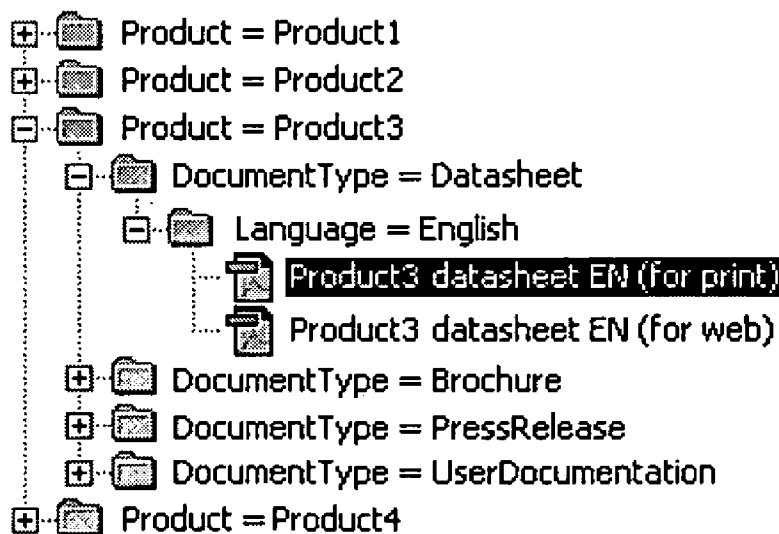 Product = Product1
Product = Product2
Product = Product3
DocumentType = Datasheet
Language = English
Product3 datasheet EN (for print)
Product3 datasheet EN (for web)
DocumentType = Brochure
DocumentType = PressRelease
DocumentType = UserDocumentation
Product = Product4